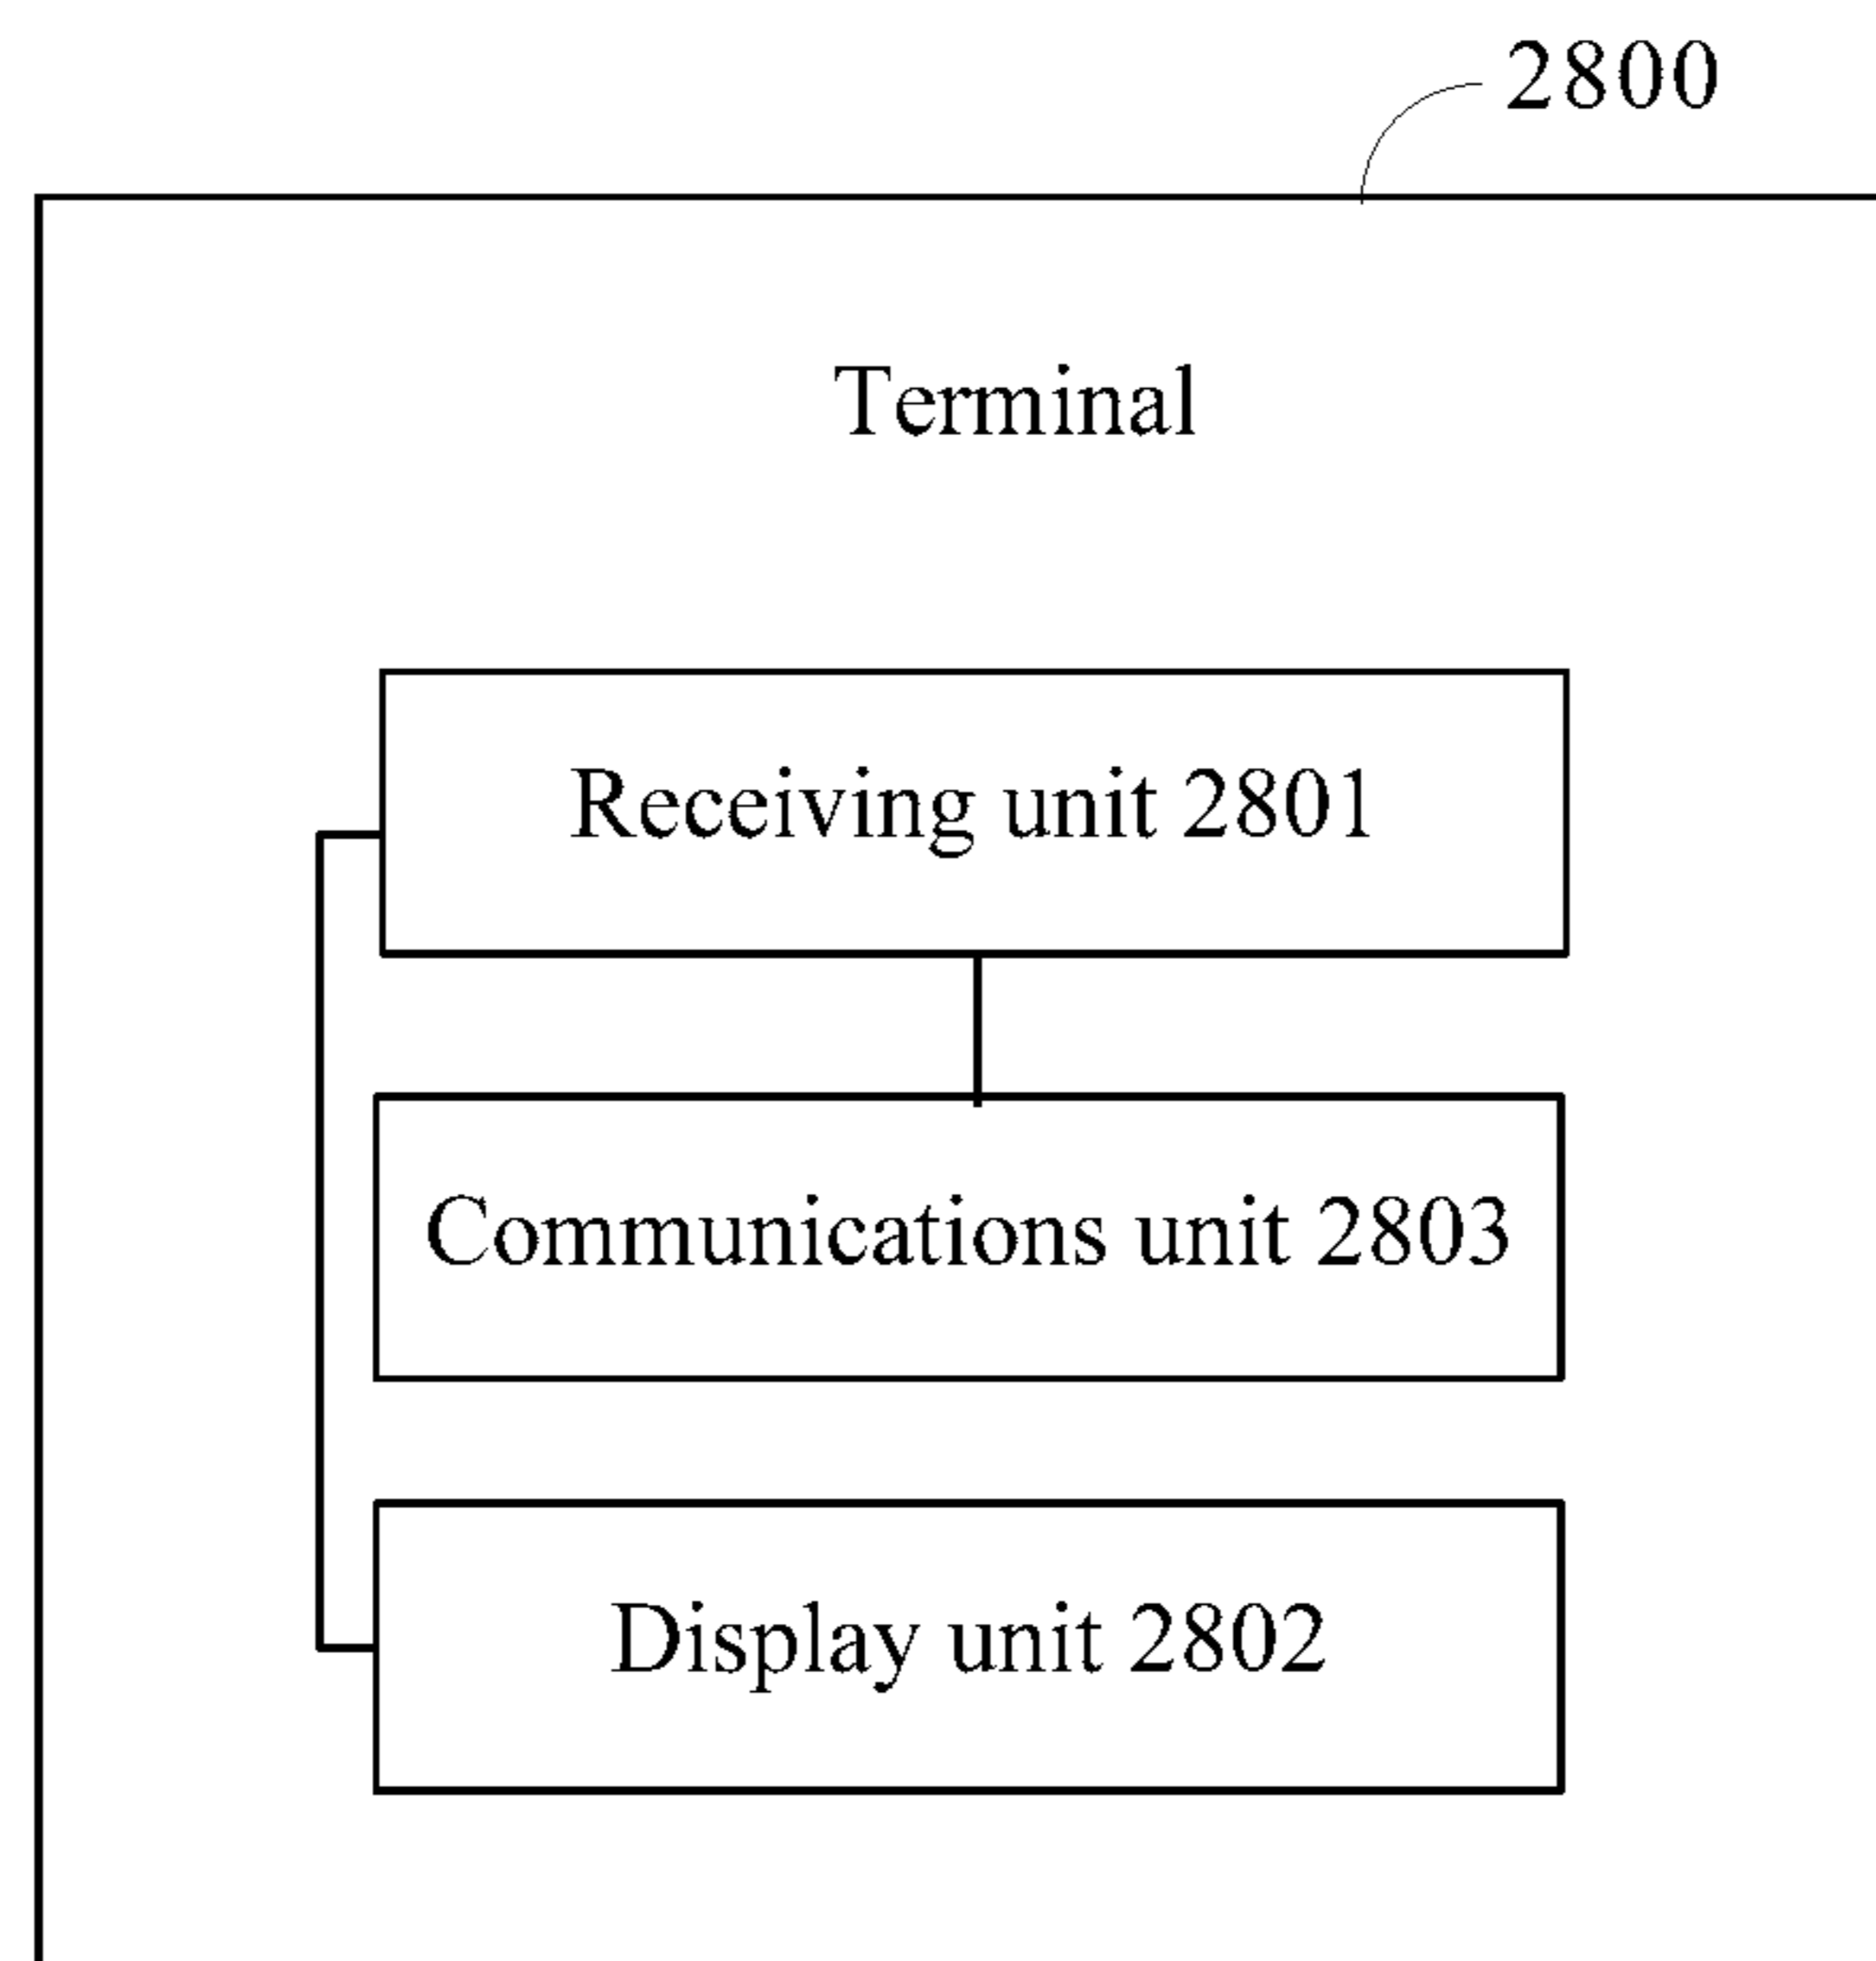 2800
Terminal
Receiving unit 2801
Communications unit 2803
Display unit 2802